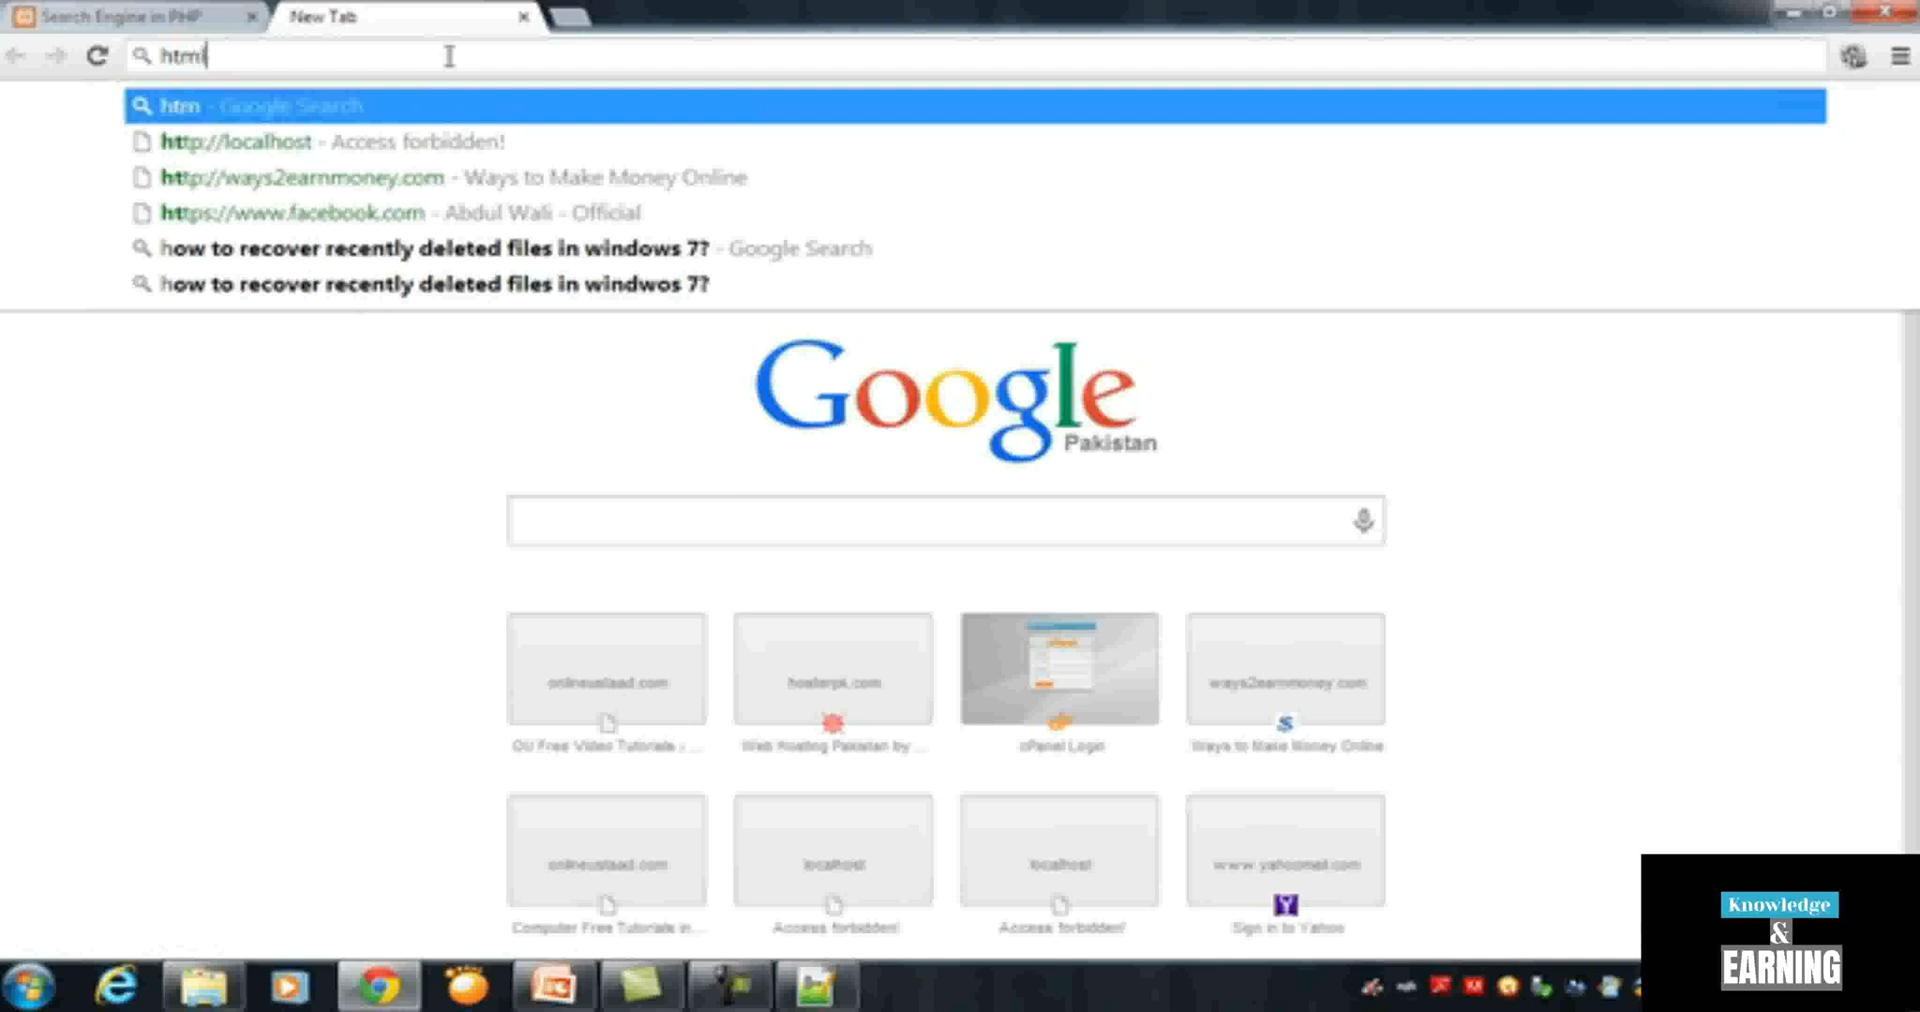 Search Engine in PHP
New Tab
html
htm - Google Search
http://localhost - Access forbidden!
http://ways2earnmoney.com - Ways to Make Money Online
https://www.facebook.com - Abdul Wali - Official
how to recover recently deleted files in windows 7? - Google Search
how to recover recently deleted files in windwos 7?
Google
Pakistan
onlineustaad.com
hosterpk.com
ways2earnmoney.com
OU Free Video Tutorials : ...
Web Hosting Pakistan by ...
cPanel Login
Ways to Make Money Online
onlineustaad.com
localhost
localhost
www.yahoomail.com
Computer Free Tutorials in...
Access forbidden!
Access forbidden!
Sign in to Yahoo
Knowledge
&
EARNING